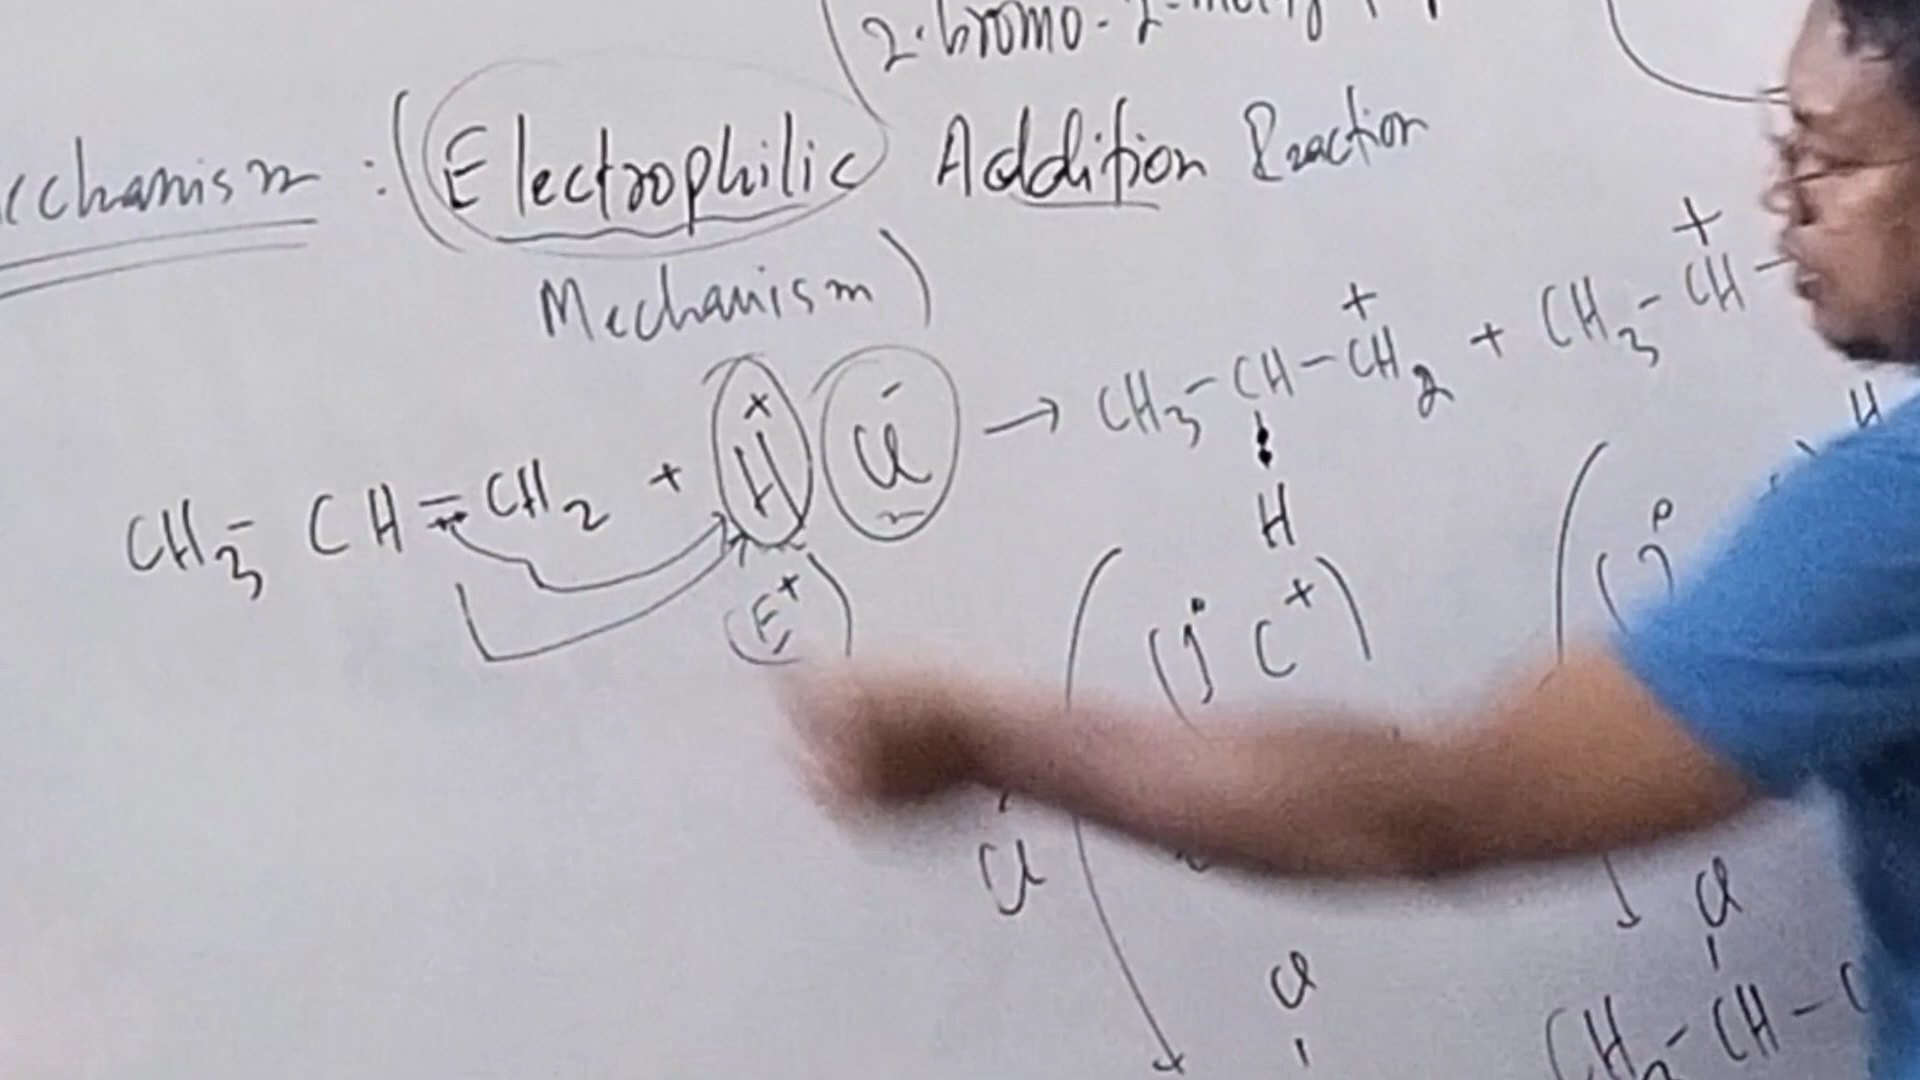 2-bromo-2-
: (Electrophilic Addition Reaction
Mechanism)
CH3-CH=CH2 + H+ Cl- → CH3-CH-CH2+ + CH3-CH+-
H
H
(E+)
(1° C+)
Cl
Cl
Cl
CH3-CH-C